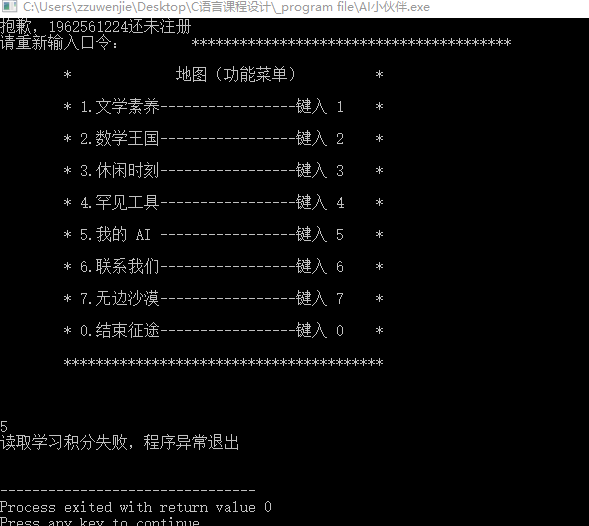 C:\Users\zzuwenjie\Desktop\C语言课程设计\_program file\AI小伙伴.exe
抱歉，1962561224还未注册
请重新输入口令： ****************************************
* 地图（功能菜单） *
* 1.文学素养-----------------键入 1 *
* 2.数学王国-----------------键入 2 *
* 3.休闲时刻-----------------键入 3 *
* 4.罕见工具-----------------键入 4 *
* 5.我的 AI -----------------键入 5 *
* 6.联系我们-----------------键入 6 *
* 7.无边沙漠-----------------键入 7 *
* 0.结束征途-----------------键入 0 *
****************************************
5
读取学习积分失败，程序异常退出
--------------------------------
Process exited with return value 0
Press any key to continue